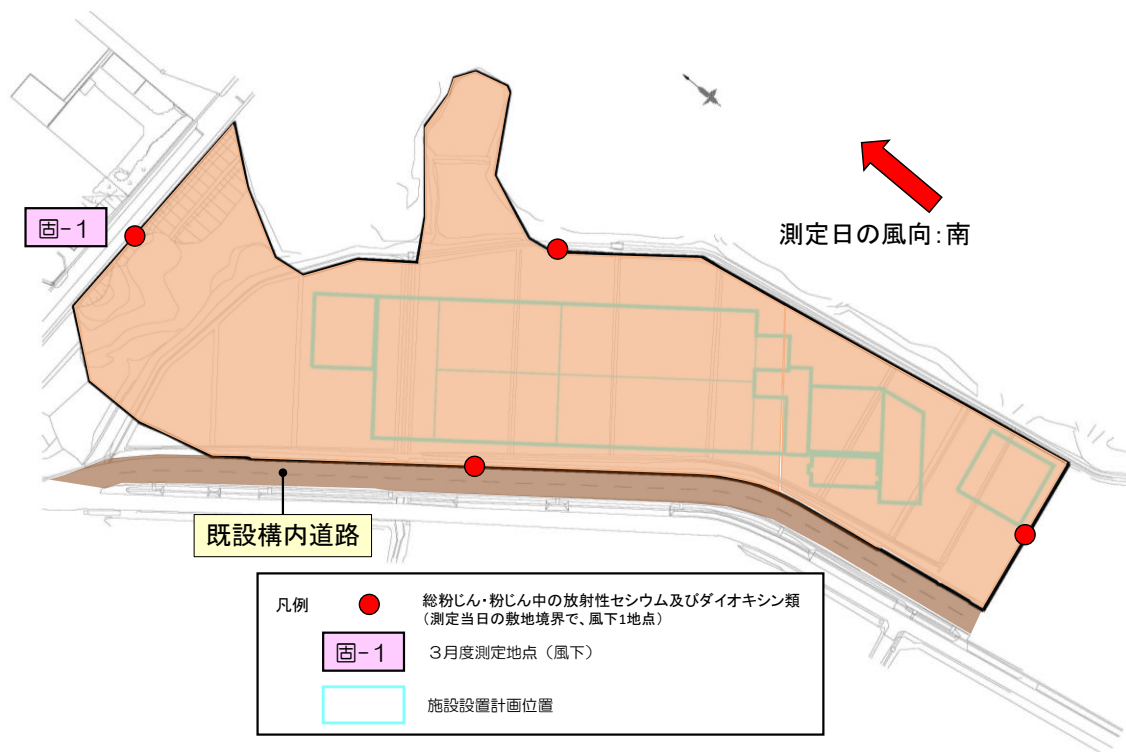 固-1
測定日の風向：南
既設構内道路
凡例
総粉じん・粉じん中の放射性セシウム及びダイオキシン類
（測定当日の敷地境界で、風下1地点）
固-1
３月度測定地点（風下）
施設設置計画位置